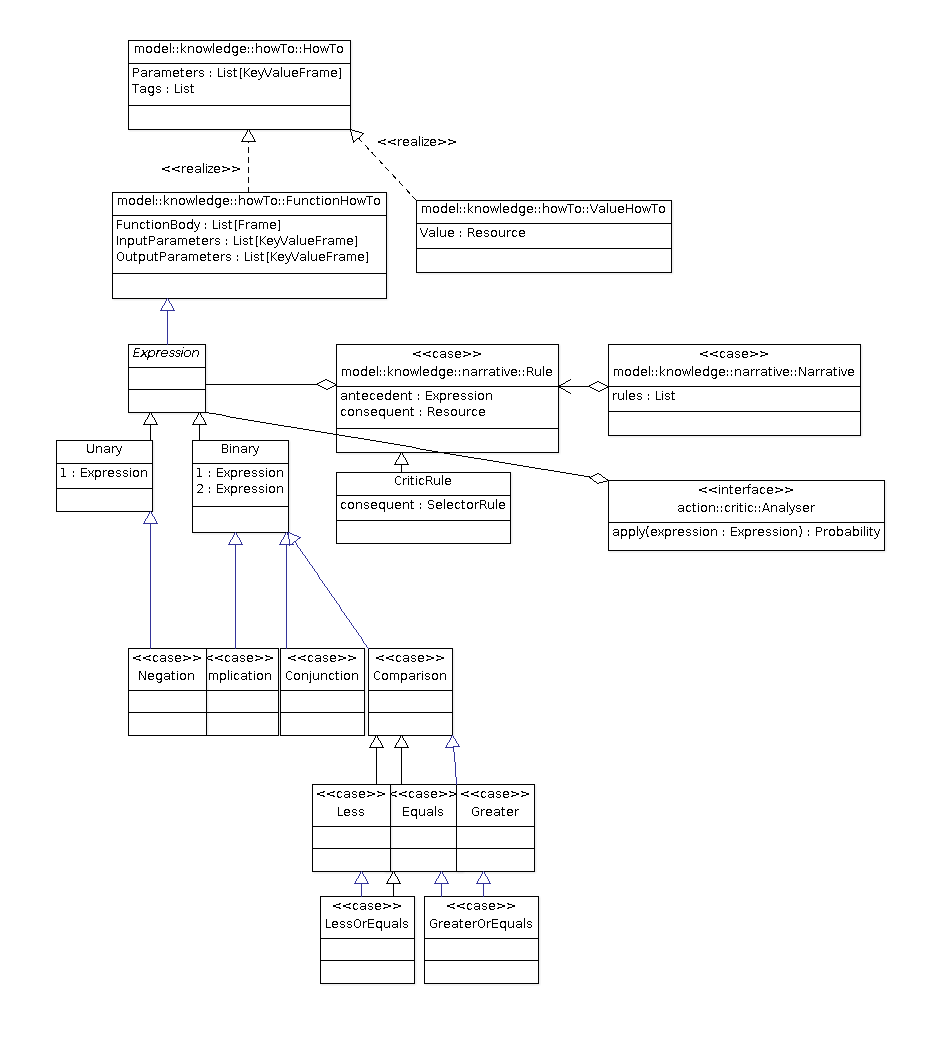 model::knowledge::howTo::HowTo
Parameters : List[KeyValueFrame]
Tags : List
<<realize>>
<<realize>>
model::knowledge::howTo::FunctionHowTo
FunctionBody : List[Frame]
InputParameters : List[KeyValueFrame]
OutputParameters : List[KeyValueFrame]
model::knowledge::howTo::ValueHowTo
Value : Resource
Expression
<<case>>
model::knowledge::narrative::Rule
antecedent : Expression
consequent : Resource
<<case>>
model::knowledge::narrative::Narrative
rules : List
Unary
1 : Expression
Binary
1 : Expression
2 : Expression
CriticRule
consequent : SelectorRule
<<interface>>
action::critic::Analyser
apply(expression : Expression) : Probability
<<case>>
Negation
<<case>>
mplication
<<case>>
Conjunction
<<case>>
Comparison
<<case>>
Less
<<case>>
Equals
<<case>>
Greater
<<case>>
LessOrEquals
<<case>>
GreaterOrEquals